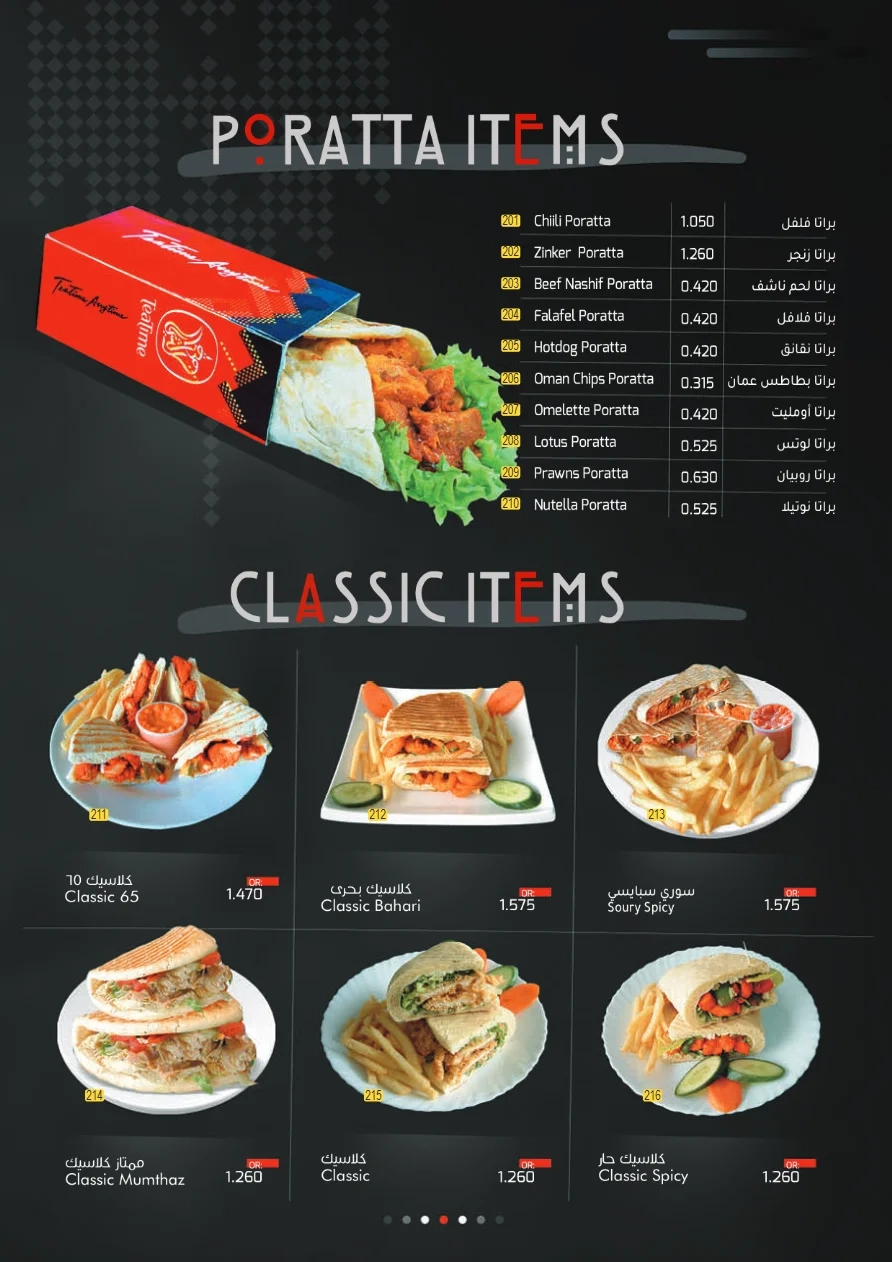 PORATTA ITEMS
Teatime Anytime
Teatime Anytime
Teatime
201 Chiili Poratta 1.050 براتا فلفل
202 Zinker Poratta 1.260 براتا زنجر
203 Beef Nashif Poratta 0.420 براتا لحم ناشف
204 Falafel Poratta 0.420 براتا فلافل
205 Hotdog Poratta 0.420 براتا نقانق
206 Oman Chips Poratta 0.315 براتا بطاطس عمان
207 Omelette Poratta 0.420 براتا أومليت
208 Lotus Poratta 0.525 براتا لوتس
209 Prawns Poratta 0.630 براتا روبيان
210 Nutella Poratta 0.525 براتا نوتيلا
CLASSIC ITEMS
211
كلاسيك ٦٥
OR:
Classic 65 1.470
212
كلاسيك بحرى
OR:
Classic Bahari 1.575
213
سوري سبايسي
OR:
Soury Spicy 1.575
214
ممتاز كلاسيك
OR:
Classic Mumthaz 1.260
215
كلاسيك
OR:
Classic 1.260
216
كلاسيك حار
OR:
Classic Spicy 1.260